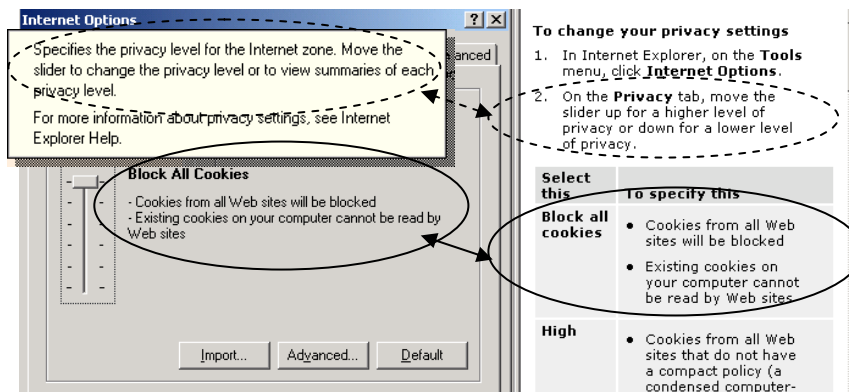 Internet Options
Specifies the privacy level for the Internet zone. Move the
slider to change the privacy level or to view summaries of each
privacy level.
For more information about privacy settings, see Internet
Explorer Help.
anced
Block All Cookies
- Cookies from all Web sites will be blocked
- Existing cookies on your computer cannot be read by
Web sites
Import...
Advanced...
Default
To change your privacy settings
1. In Internet Explorer, on the Tools
menu, click Internet Options.
2. On the Privacy tab, move the
slider up for a higher level of
privacy or down for a lower level
of privacy.
Select
this
To specify this
Block all
cookies
• Cookies from all Web
sites will be blocked
• Existing cookies on
your computer cannot
be read by Web sites
High
• Cookies from all Web
sites that do not have
a compact policy (a
condensed computer-